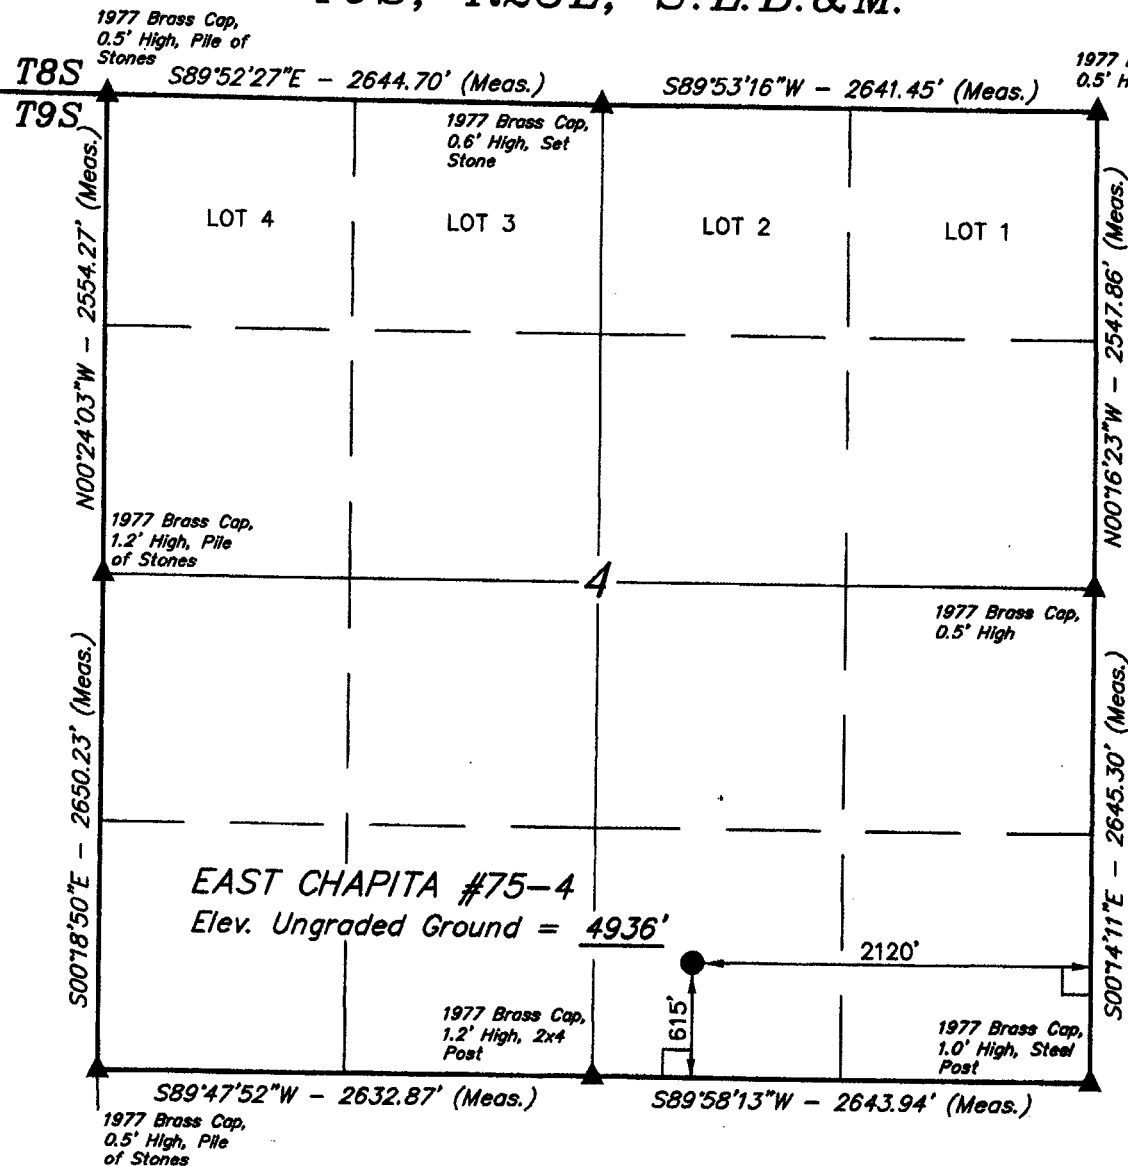 S.L.B.&M.
1977 Brass Cap,
0.5' High, Pile of
Stones
T8S
T9S
S89°52'27"E – 2644.70' (Meas.)
S89°53'16"W – 2641.45' (Meas.)
1977
0.5' H
1977 Brass Cap,
0.6' High, Set
Stone
LOT 4
LOT 3
LOT 2
LOT 1
N00°24'03"W – 2554.27' (Meas.)
N00°16'23"W – 2547.86' (Meas.)
1977 Brass Cap,
1.2' High, Pile
of Stones
4
1977 Brass Cap,
0.5' High
S00°18'50"E – 2650.23' (Meas.)
S00°14'11"E – 2645.30' (Meas.)
EAST CHAPITA #75–4
Elev. Ungraded Ground = 4936'
2120'
615'
1977 Brass Cap,
1.2' High, 2x4
Post
1977 Brass Cap,
1.0' High, Steel
Post
S89°47'52"W – 2632.87' (Meas.)
S89°58'13"W – 2643.94' (Meas.)
1977 Brass Cap,
0.5' High, Pile
of Stones